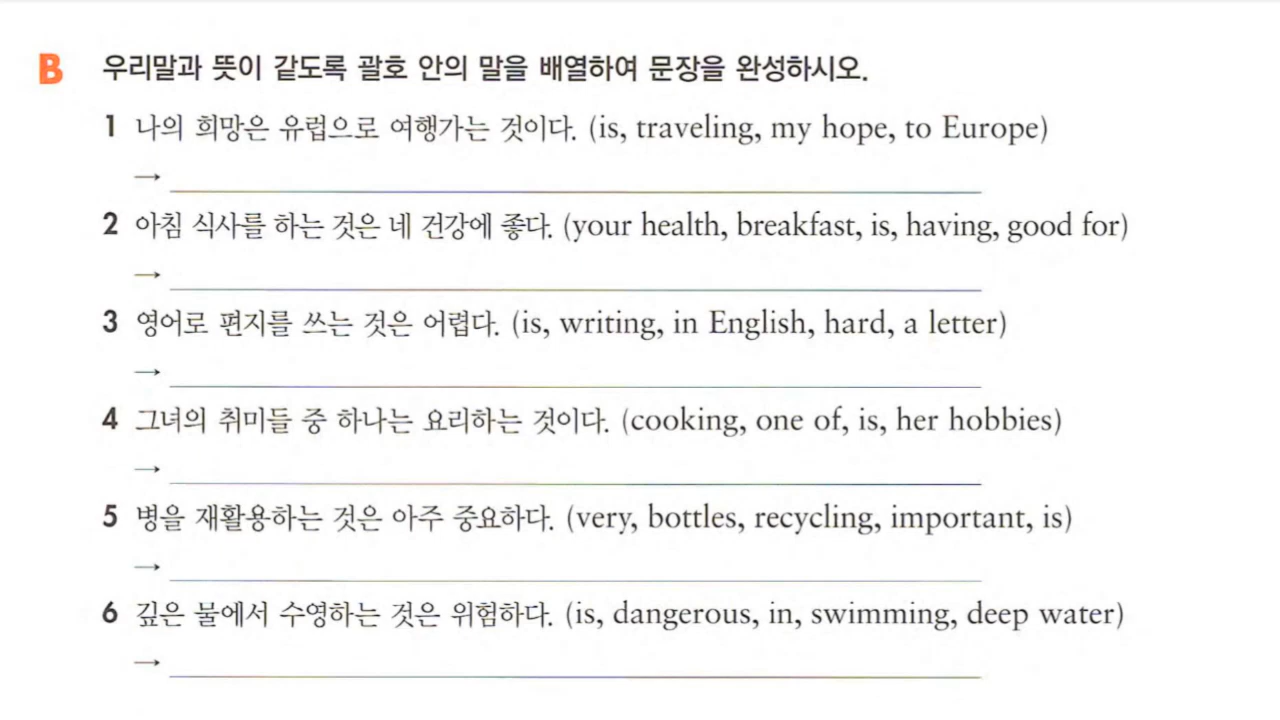 B 우리말과 뜻이 같도록 괄호 안의 말을 배열하여 문장을 완성하시오.
1 나의 희망은 유럽으로 여행가는 것이다. (is, traveling, my hope, to Europe)
→
2 아침 식사를 하는 것은 네 건강에 좋다. (your health, breakfast, is, having, good for)
→
3 영어로 편지를 쓰는 것은 어렵다. (is, writing, in English, hard, a letter)
→
4 그녀의 취미들 중 하나는 요리하는 것이다. (cooking, one of, is, her hobbies)
→
5 병을 재활용하는 것은 아주 중요하다. (very, bottles, recycling, important, is)
→
6 깊은 물에서 수영하는 것은 위험하다. (is, dangerous, in, swimming, deep water)
→